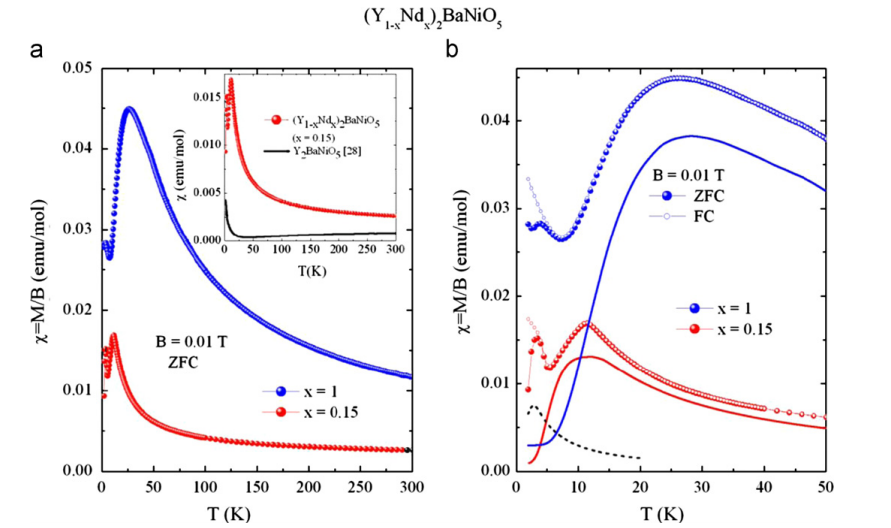 (Y1-xNdx)2BaNiO5
a
χ=M/B (emu/mol)
0.05
0.04
0.03
0.02
0.01
0.00
0 50 100 150 200 250 300
T (K)
B = 0.01 T
ZFC
x = 1
x = 0.15
χ (emu/mol)
0.015
0.010
0.005
0.000
0 50 100 150 200 250 300
T(K)
(Y1-xNdx)2BaNiO5
(x = 0.15)
Y2BaNiO5 [28]
b
χ=M/B (emu/mol)
0.04
0.03
0.02
0.01
0.00
0 10 20 30 40 50
T (K)
B = 0.01 T
ZFC
FC
x = 1
x = 0.15